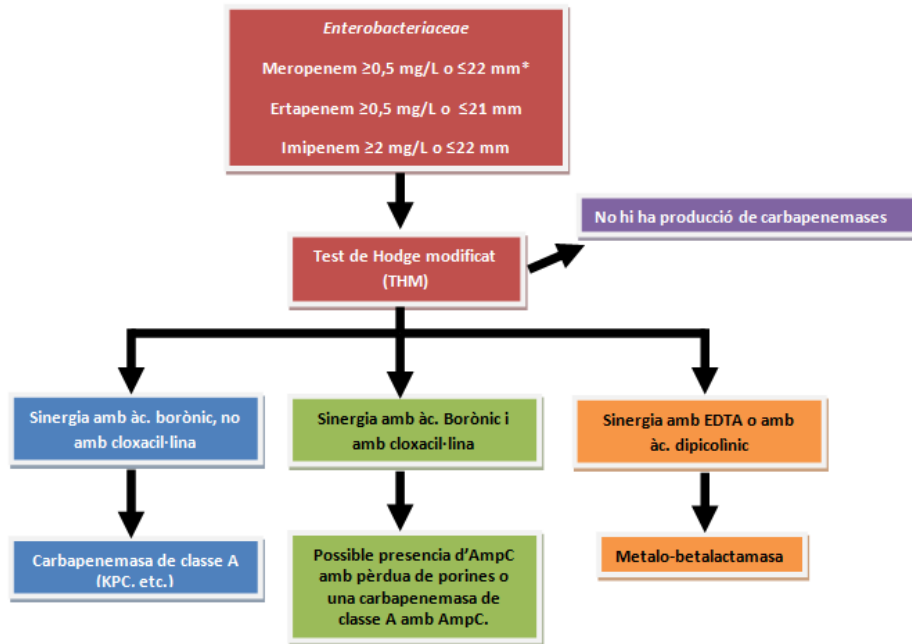 Enterobacteriaceae
Meropenem ≥0,5 mg/L o ≤22 mm*
Ertapenem ≥0,5 mg/L o ≤21 mm
Imipenem ≥2 mg/L o ≤22 mm
No hi ha producció de carbapenemases
Test de Hodge modificat
(THM)
Sinergia amb àc. borònic, no
amb cloxacil·lina
Sinergia amb àc. Borònic i
amb cloxacil·lina
Sinergia amb EDTA o amb
àc. dipicolìnic
Carbapenemasa de classe A
(KPC. etc.)
Possible presencia d'AmpC
amb pèrdua de porines o
una carbapenemasa de
classe A amb AmpC.
Metalo-betalactamasa